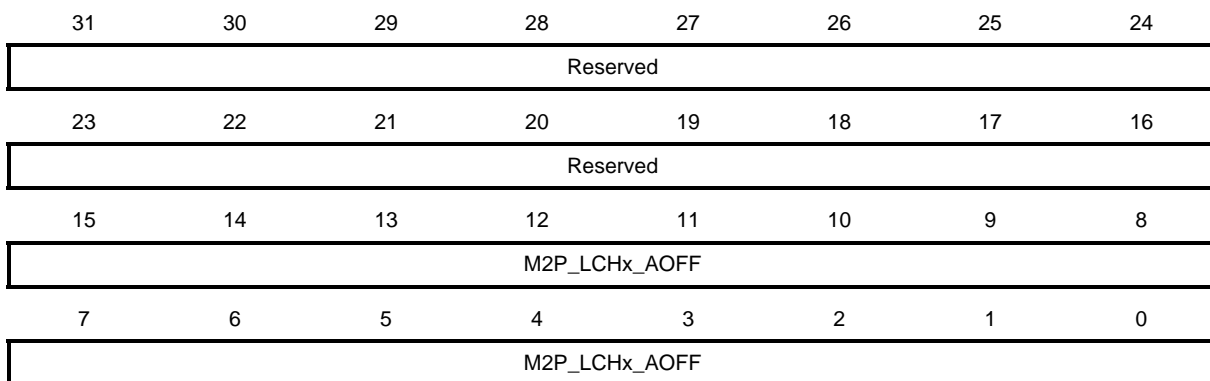 31 30 29 28 27 26 25 24
Reserved
23 22 21 20 19 18 17 16
Reserved
15 14 13 12 11 10 9 8
M2P_LCHx_AOFF
7 6 5 4 3 2 1 0
M2P_LCHx_AOFF